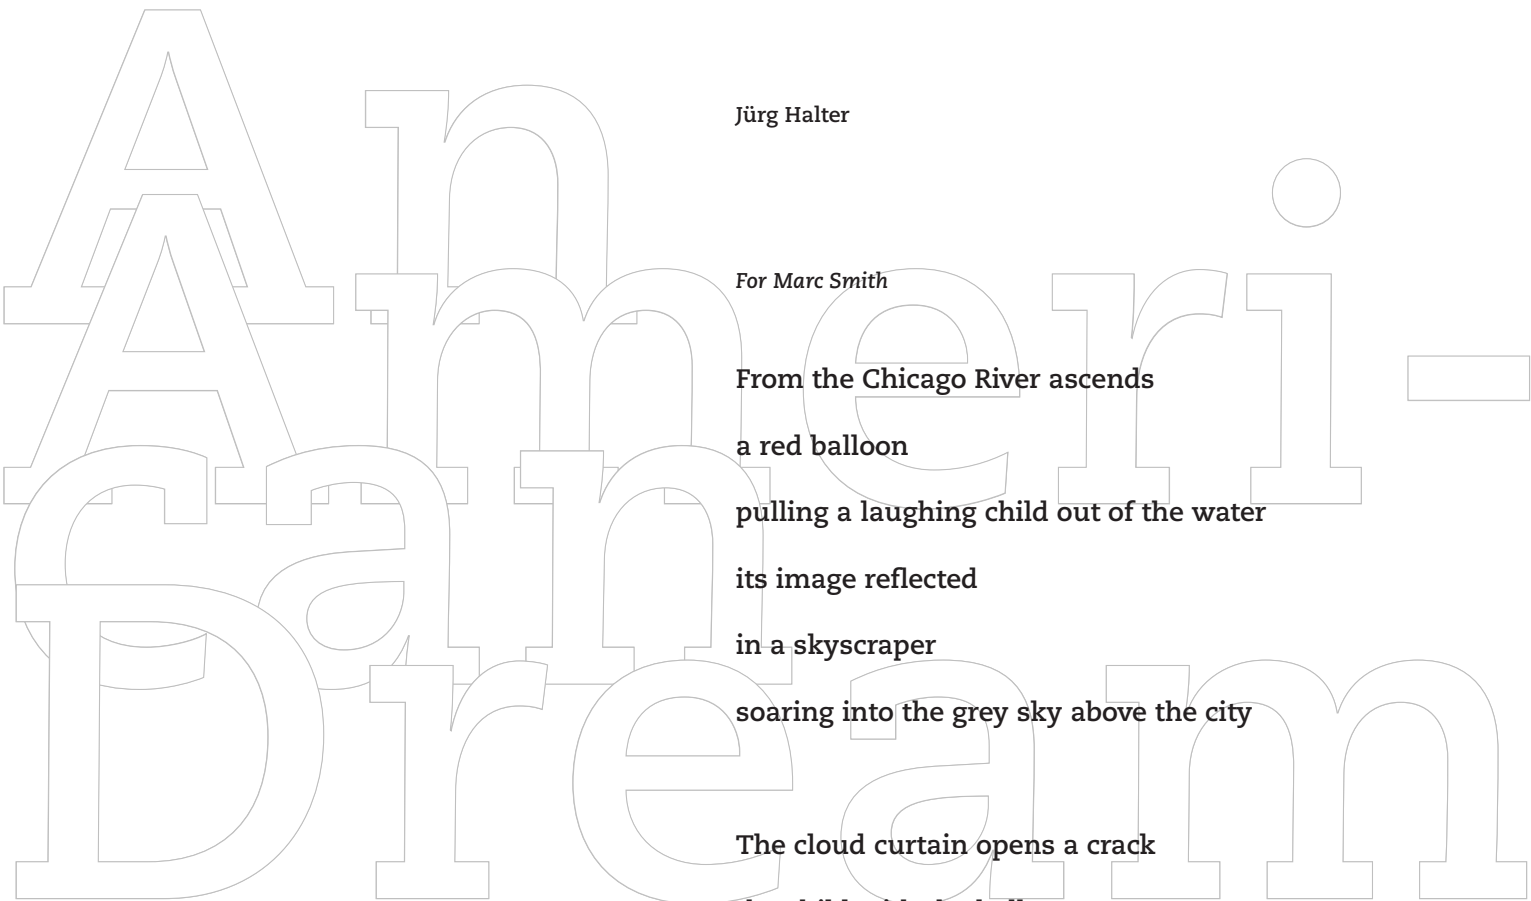 An
Ameri-
can
Dream
Jürg Halter
For Marc Smith
From the Chicago River ascends
a red balloon
pulling a laughing child out of the water
its image reflected
in a skyscraper
soaring into the grey sky above the city
The cloud curtain opens a crack